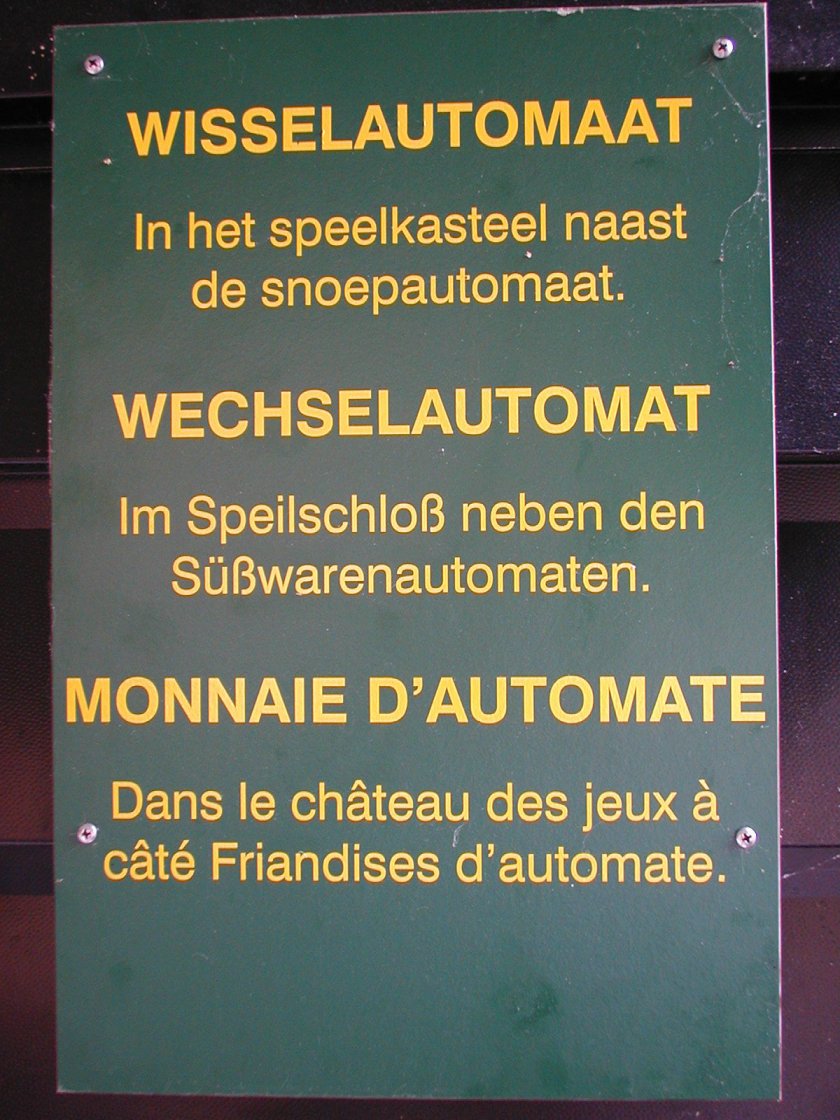 WISSELAUTOMAAT
In het speelkasteel naast
de snoepautomaat.
WECHSELAUTOMAT
Im Speilschloß neben den
Süßwarenautomaten.
MONNAIE D'AUTOMATE
Dans le château des jeux à
câté Friandises d'automate.